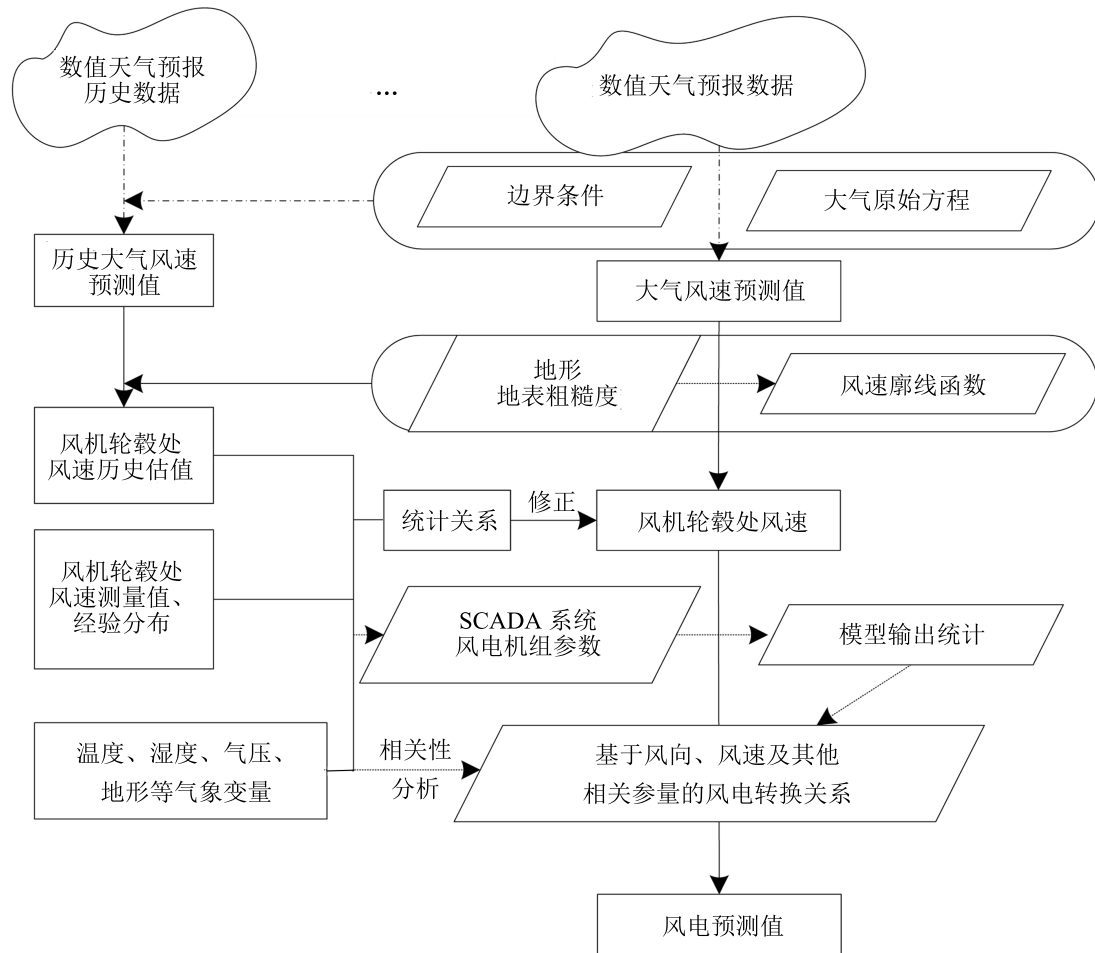 数值天气预报
历史数据
...
数值天气预报数据
边界条件
大气原始方程
历史大气风速
预测值
大气风速预测值
地形
地表粗糙度
风速廓线函数
风机轮毂处
风速历史估值
统计关系
修正
风机轮毂处风速
风机轮毂处
风速测量值、
经验分布
SCADA 系统
风电机组参数
模型输出统计
温度、湿度、气压、
地形等气象变量
相关性
分析
基于风向、风速及其他
相关参量的风电转换关系
风电预测值